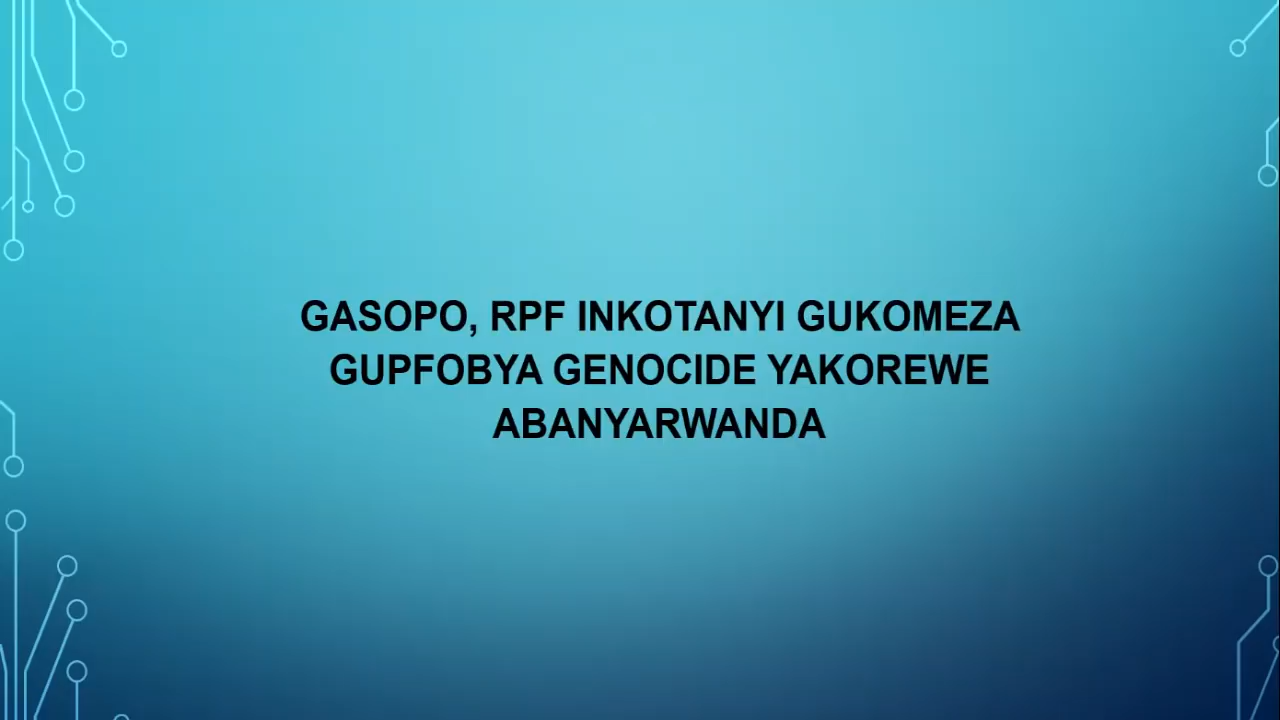 GASOPO, RPF INKOTANYI GUKOMEZA
GUPFOBYA GENOCIDE YAKOREWE
ABANYARWANDA